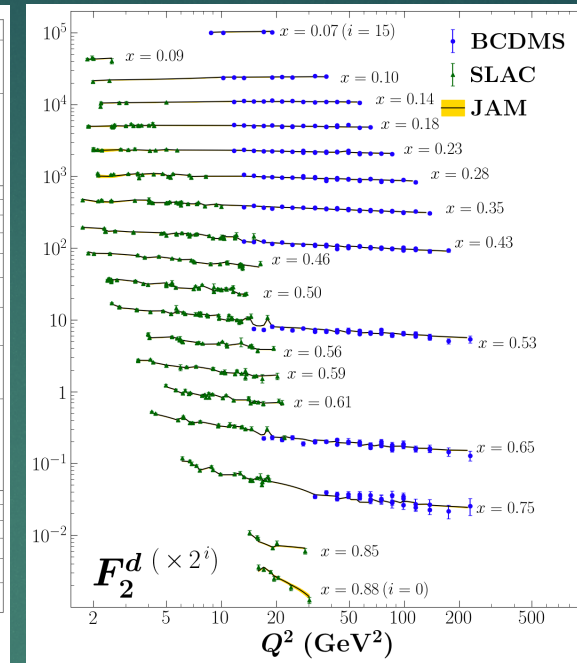 10^5
10^4
10^3
10^2
10
1
10^{-1}
10^{-2}
x = 0.07 (i = 15)
x = 0.09
x = 0.10
x = 0.14
x = 0.18
x = 0.23
x = 0.28
x = 0.35
x = 0.43
x = 0.46
x = 0.50
x = 0.53
x = 0.56
x = 0.59
x = 0.61
x = 0.65
x = 0.75
x = 0.85
x = 0.88 (i = 0)
BCDMS
SLAC
JAM
F_2^d (× 2^i)
2 5 10 20 50 100 200 500
Q^2 (GeV^2)